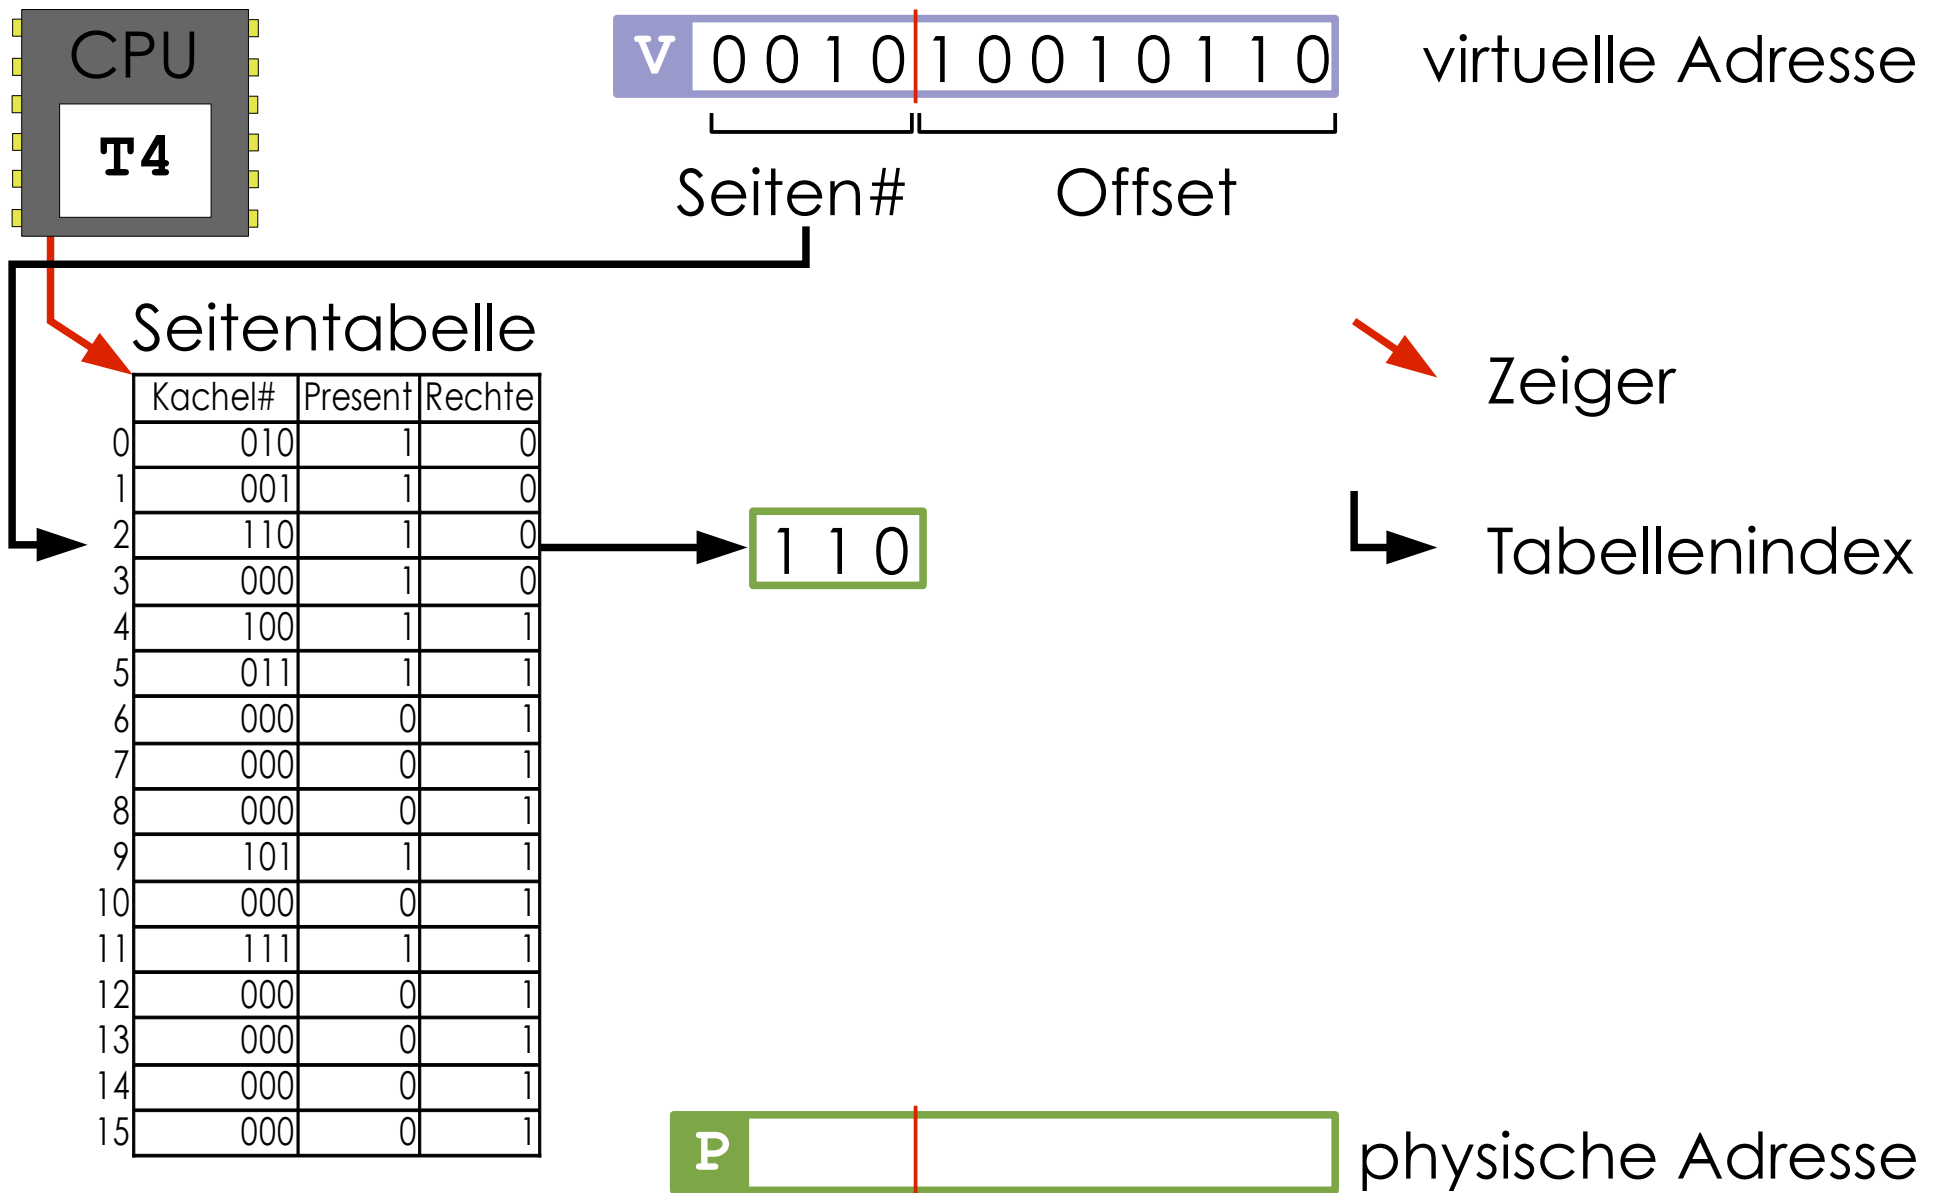 CPU
T4
V 0 0 1 0 1 0 0 1 0 1 1 0 virtuelle Adresse
Seiten# Offset
Seitentabelle
Zeiger
Tabellenindex
Kachel# Present Rechte
0 010 1 0
1 001 1 0
2 110 1 0
1 1 0
3 000 1 0
4 100 1 1
5 011 1 1
6 000 0 1
7 000 0 1
8 000 0 1
9 101 1 1
10 000 0 1
11 111 1 1
12 000 0 1
13 000 0 1
14 000 0 1
15 000 0 1
P physische Adresse